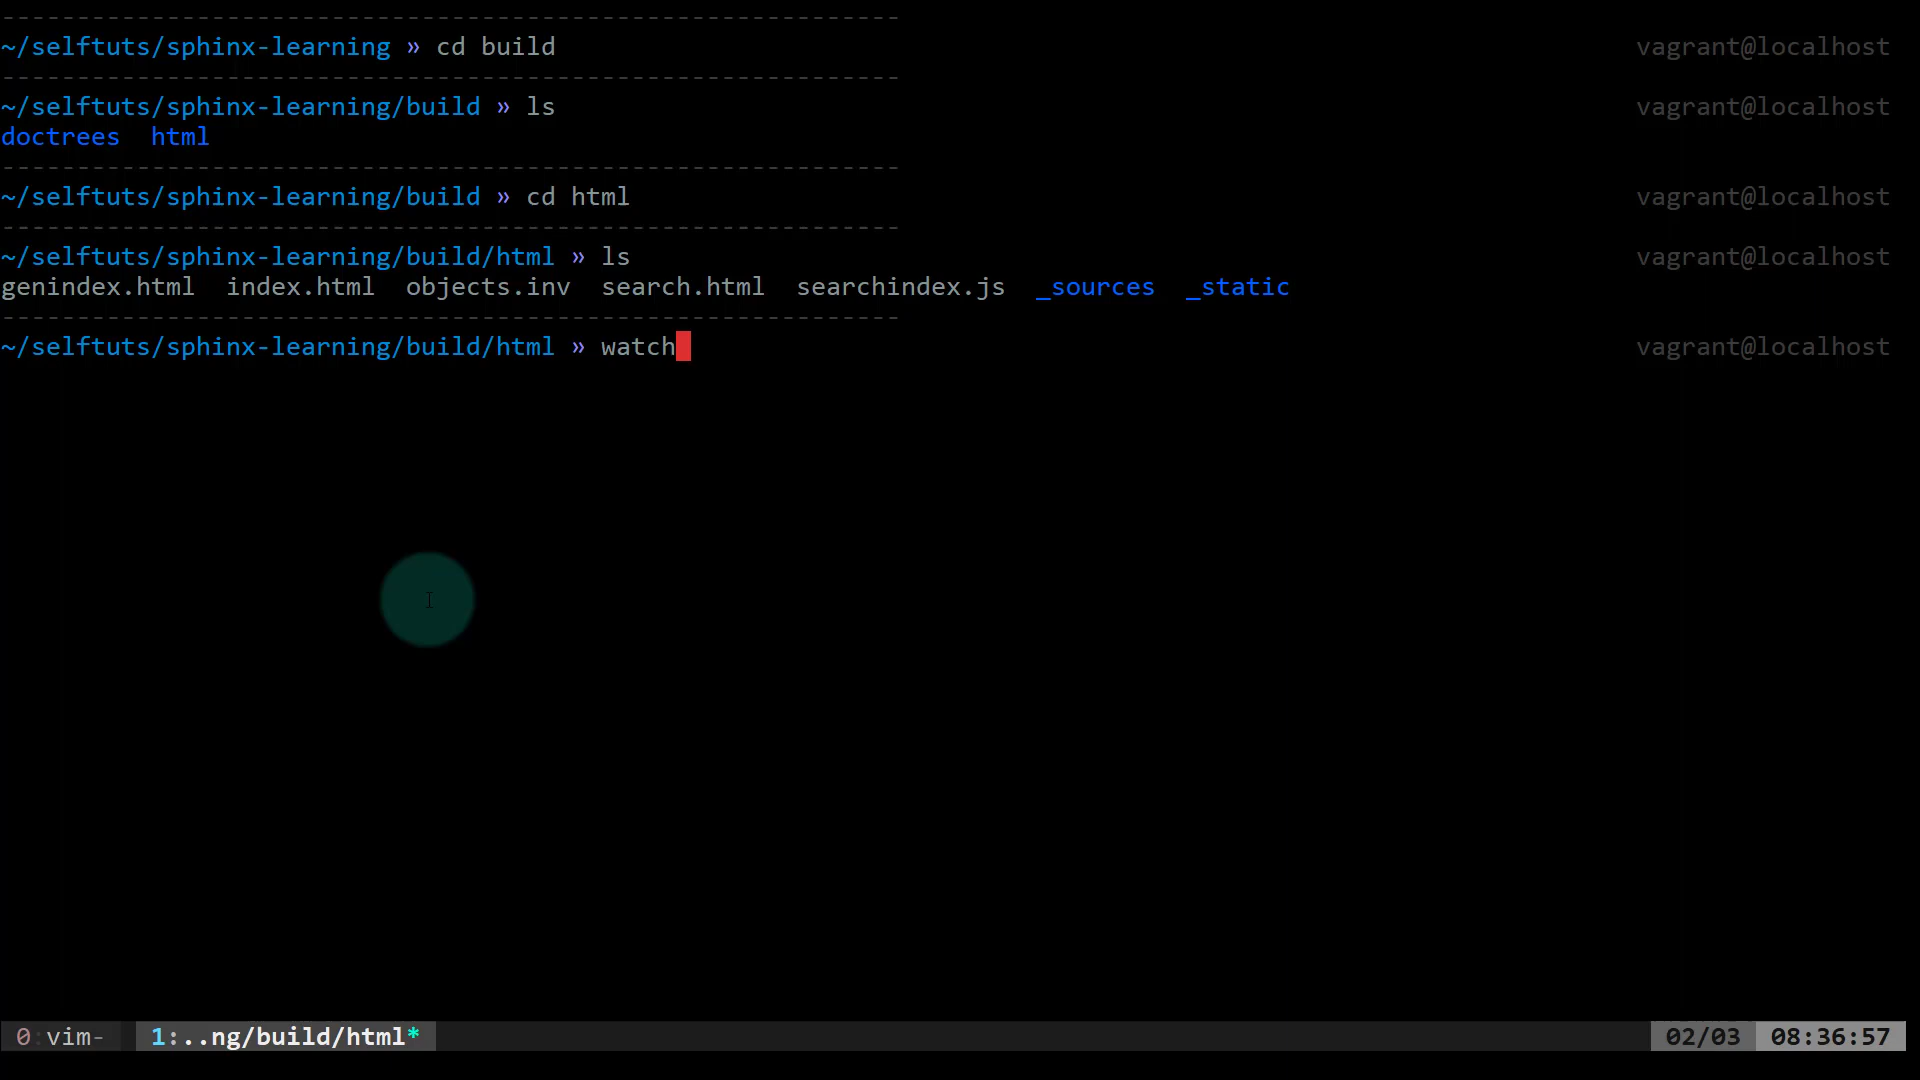 ------------------------------------------------------------
~/selftuts/sphinx-learning » cd build vagrant@localhost
------------------------------------------------------------
~/selftuts/sphinx-learning/build » ls vagrant@localhost
doctrees html
------------------------------------------------------------
~/selftuts/sphinx-learning/build » cd html vagrant@localhost
------------------------------------------------------------
~/selftuts/sphinx-learning/build/html » ls vagrant@localhost
genindex.html index.html objects.inv search.html searchindex.js _sources _static
------------------------------------------------------------
~/selftuts/sphinx-learning/build/html » watch vagrant@localhost
0:vim- 1:..ng/build/html* 02/03 08:36:57